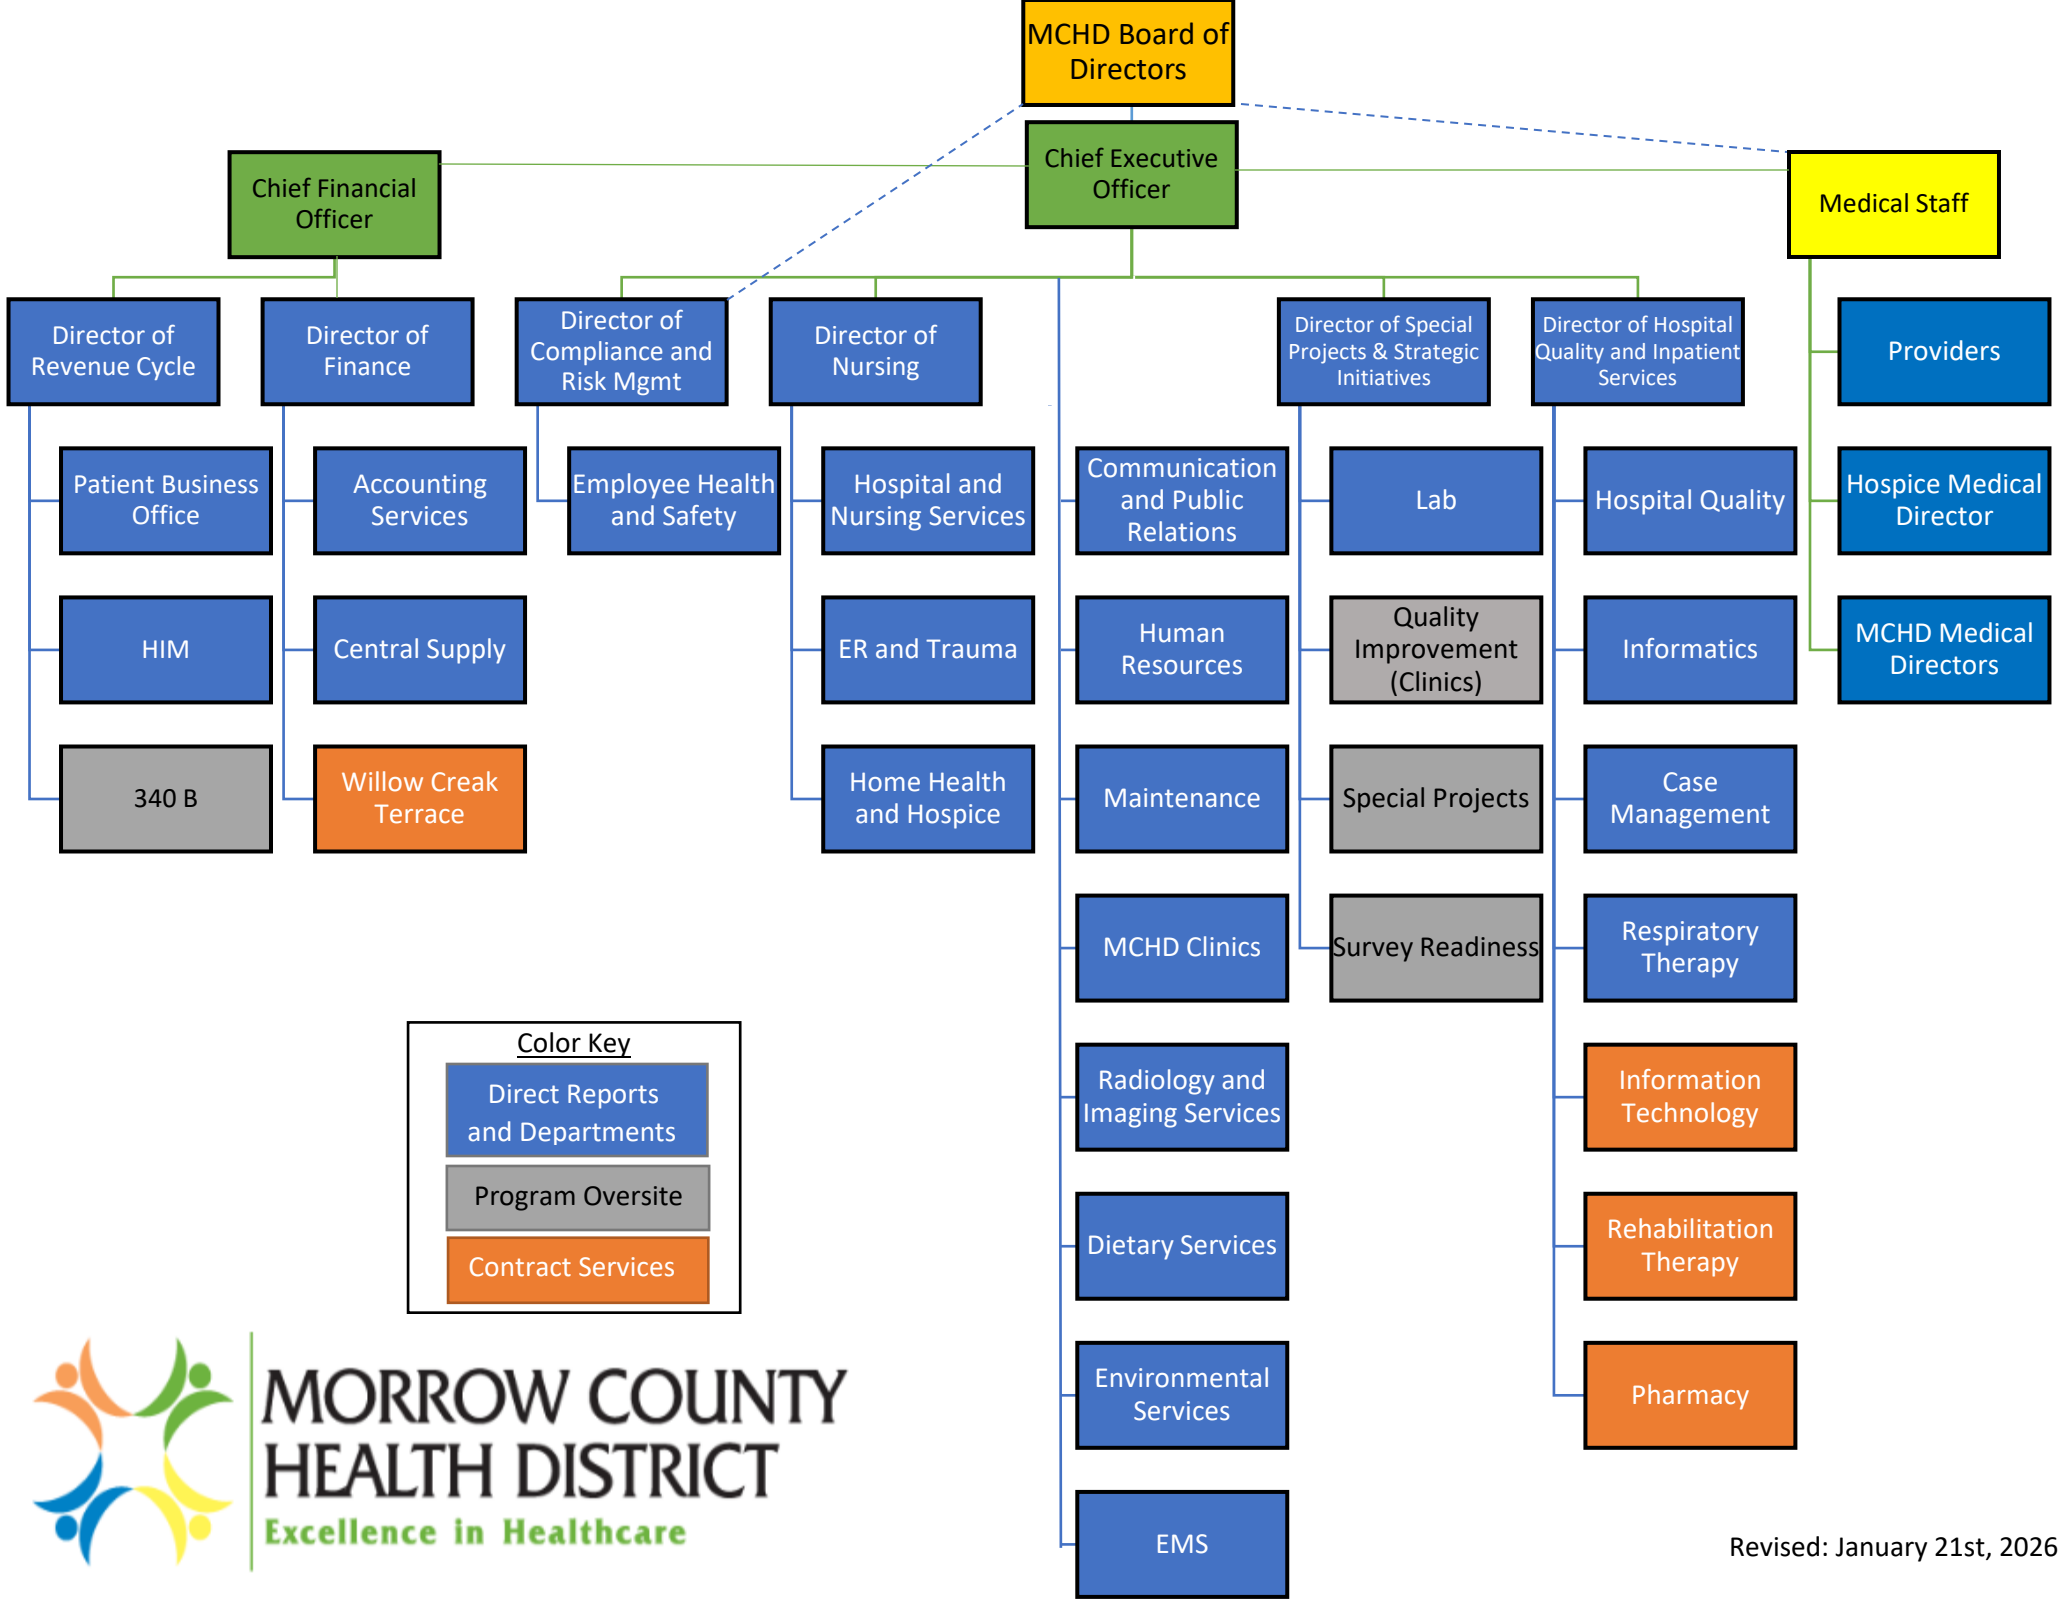 MCHD Board of
Directors
Chief Executive
Officer
Chief Financial
Officer
Medical Staff
Director of
Revenue Cycle
Director of
Finance
Director of
Compliance and
Risk Mgmt
Director of
Nursing
Director of Special
Projects & Strategic
Initiatives
Director of Hospital
Quality and Inpatient
Services
Providers
Patient Business
Office
Accounting
Services
Employee Health
and Safety
Hospital and
Nursing Services
Communication
and Public
Relations
Lab
Hospital Quality
Hospice Medical
Director
HIM
Central Supply
ER and Trauma
Human
Resources
Quality
Improvement
(Clinics)
Informatics
MCHD Medical
Directors
340 B
Willow Creak
Terrace
Home Health
and Hospice
Maintenance
Special Projects
Case
Management
MCHD Clinics
Survey Readiness
Respiratory
Therapy
Color Key
Direct Reports
and Departments
Program Oversite
Contract Services
Radiology and
Imaging Services
Information
Technology
Dietary Services
Rehabilitation
Therapy
Environmental
Services
Pharmacy
EMS
MORROW COUNTY
HEALTH DISTRICT
Excellence in Healthcare
Revised: January 21st, 2026